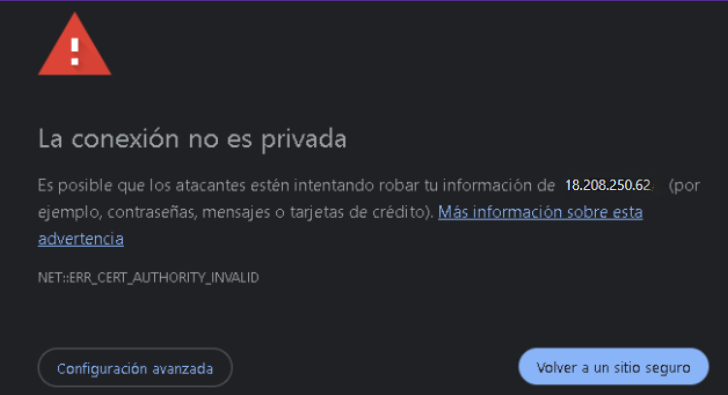 !
La conexión no es privada
Es posible que los atacantes estén intentando robar tu información de 18.208.250.62 (por
ejemplo, contraseñas, mensajes o tarjetas de crédito). Más información sobre esta
advertencia
NET::ERR_CERT_AUTHORITY_INVALID
Configuración avanzada
Volver a un sitio seguro